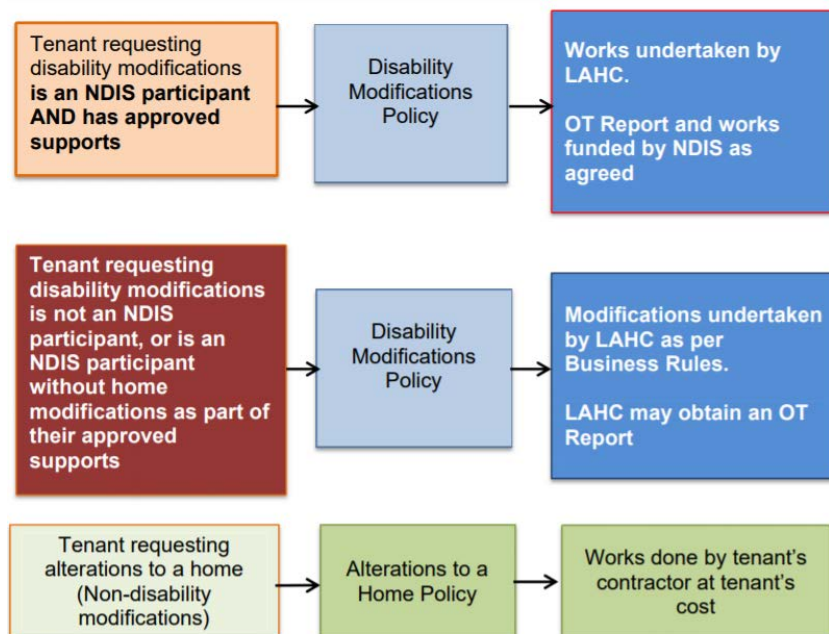 Tenant requesting
disability modifications
is an NDIS participant
AND has approved
supports
Disability
Modifications
Policy
Works undertaken by
LAHC.
OT Report and works
funded by NDIS as
agreed
Tenant requesting
disability modifications
is not an NDIS
participant, or is an
NDIS participant
without home
modifications as part of
their approved
supports
Disability
Modifications
Policy
Modifications undertaken
by LAHC as per
Business Rules.
LAHC may obtain an OT
Report
Tenant requesting
alterations to a home
(Non-disability
modifications)
Alterations to a
Home Policy
Works done by tenant’s
contractor at tenant’s
cost